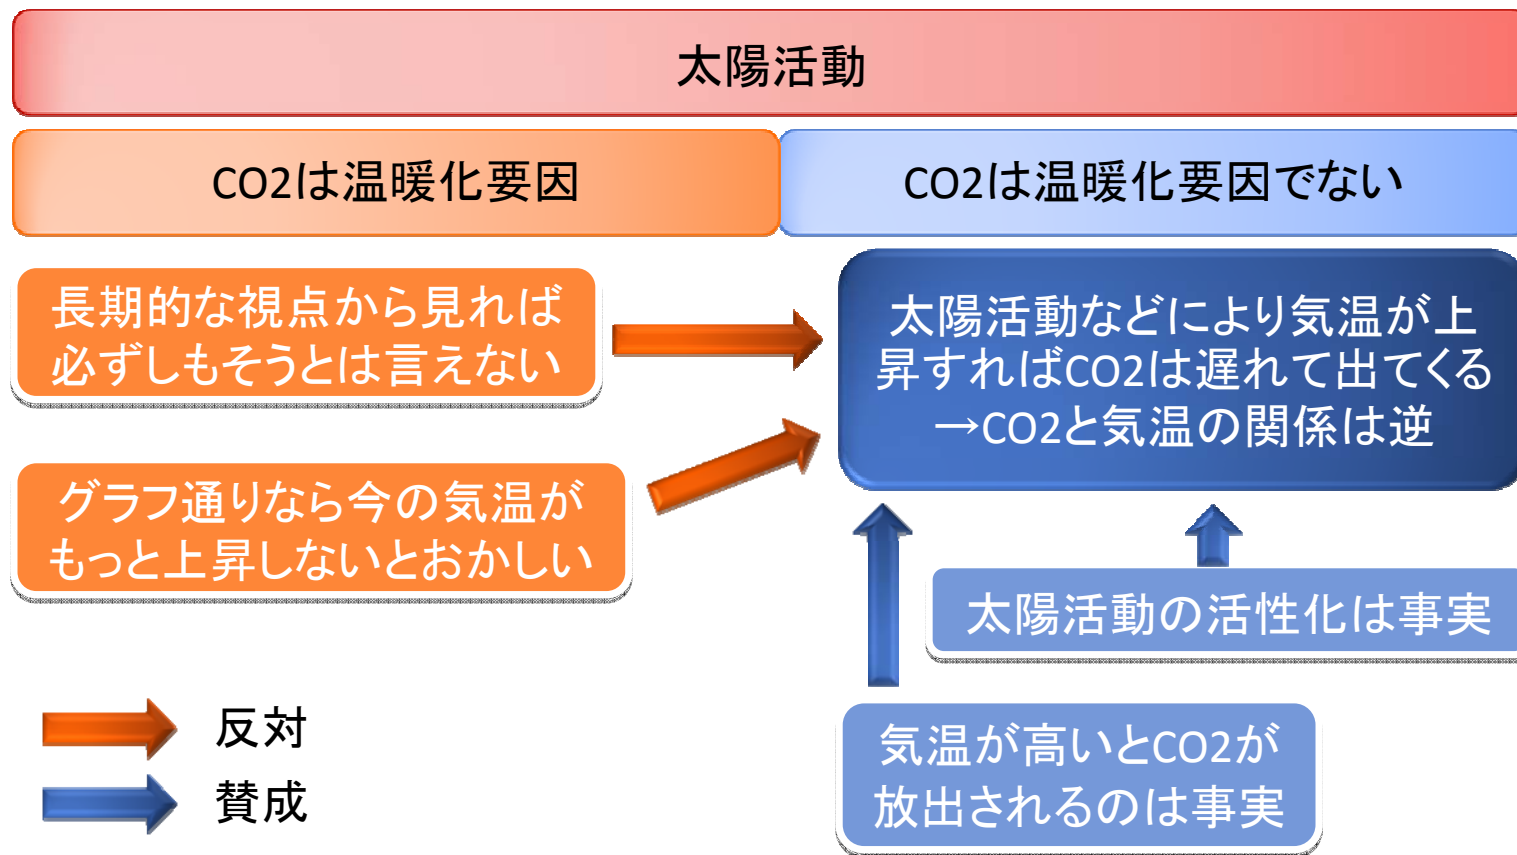 太陽活動
CO2は温暖化要因
CO2は温暖化要因でない
長期的な視点から見れば
必ずしもそうとは言えない
太陽活動などにより気温が上
昇すればCO2は遅れて出てくる
→CO2と気温の関係は逆
グラフ通りなら今の気温が
もっと上昇しないとおかしい
太陽活動の活性化は事実
気温が高いとCO2が
放出されるのは事実
反対
賛成